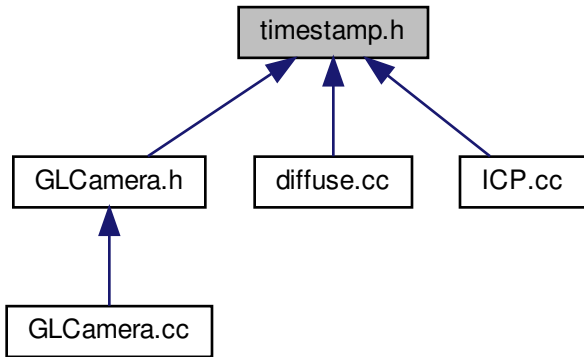 timestamp.h
GLCamera.h
diffuse.cc
ICP.cc
GLCamera.cc